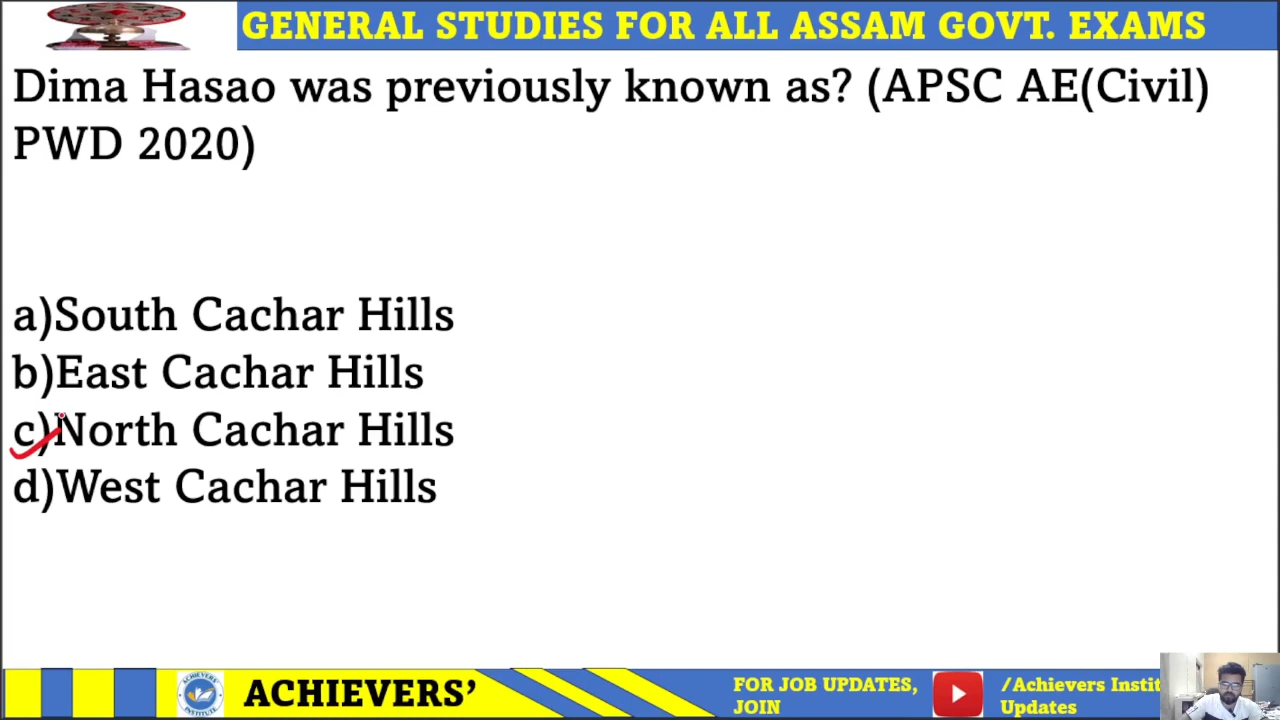 GENERAL STUDIES FOR ALL ASSAM GOVT. EXAMS
Dima Hasao was previously known as? (APSC AE(Civil)
PWD 2020)
a)South Cachar Hills
b)East Cachar Hills
c)North Cachar Hills
d)West Cachar Hills
ACHIEVERS'
INSTITUTE
ACHIEVERS’
FOR JOB UPDATES,
JOIN
/Achievers Instit
Updates